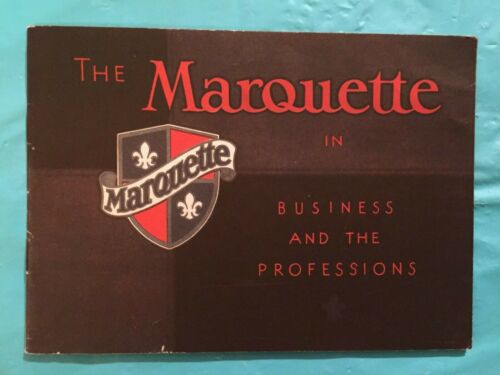 THE Marquette
IN
Marquette
BUSINESS
AND THE
PROFESSIONS